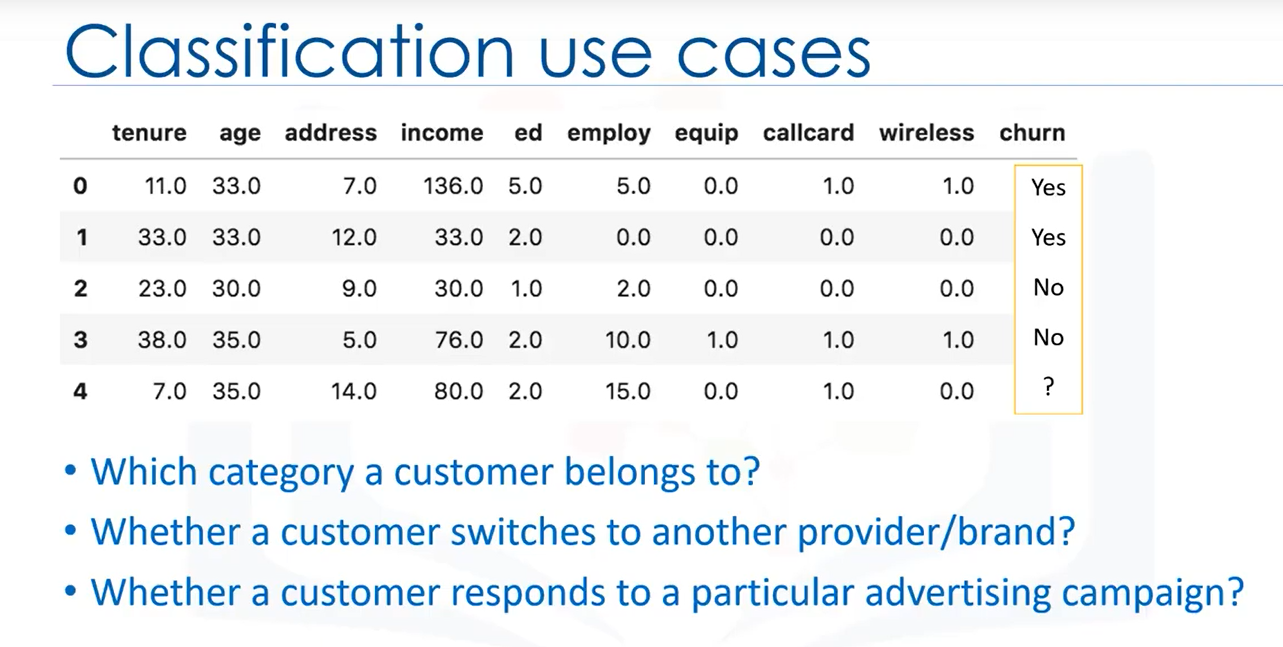 Classification use cases
tenure age address income ed employ equip callcard wireless churn
0 11.0 33.0 7.0 136.0 5.0 5.0 0.0 1.0 1.0 Yes
1 33.0 33.0 12.0 33.0 2.0 0.0 0.0 0.0 0.0 Yes
2 23.0 30.0 9.0 30.0 1.0 2.0 0.0 0.0 0.0 No
3 38.0 35.0 5.0 76.0 2.0 10.0 1.0 1.0 1.0 No
4 7.0 35.0 14.0 80.0 2.0 15.0 0.0 1.0 0.0 ?
• Which category a customer belongs to?
• Whether a customer switches to another provider/brand?
• Whether a customer responds to a particular advertising campaign?